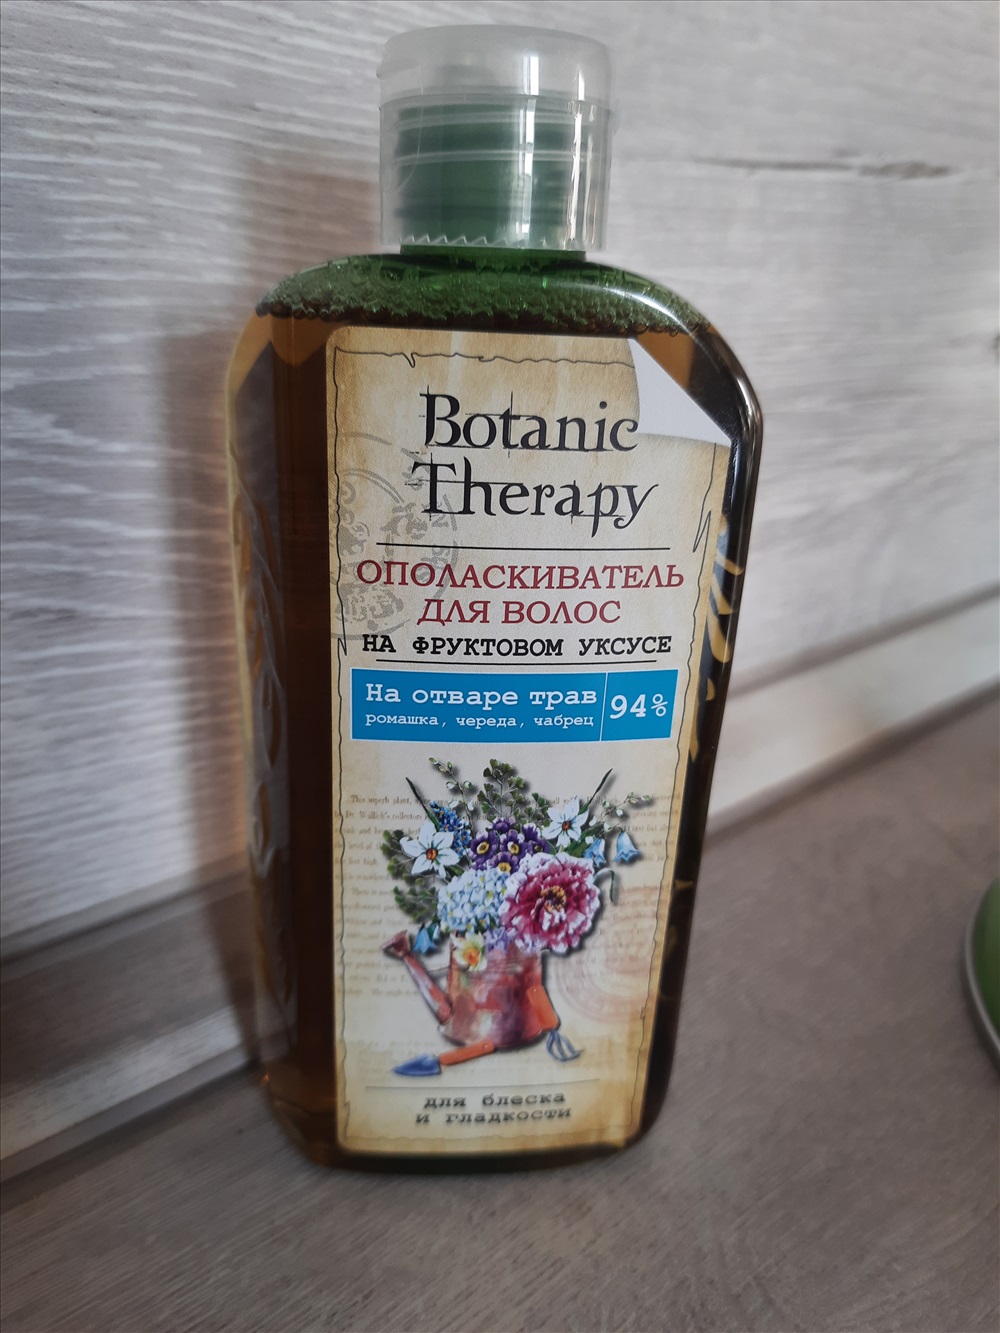 Botanic
Therapy
ОПОЛАСКИВАТЕЛЬ
ДЛЯ ВОЛОС
НА ФРУКТОВОМ УКСУСЕ
На отваре трав
ромашка, череда, чабрец
94%
для блеска
и гладкости